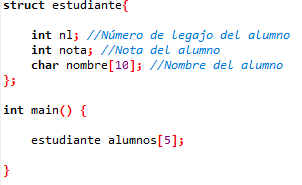 struct estudiante{
int nl; //Número de legajo del alumno
int nota; //Nota del alumno
char nombre[10]; //Nombre del alumno
};
int main() {
estudiante alumnos[5];
}